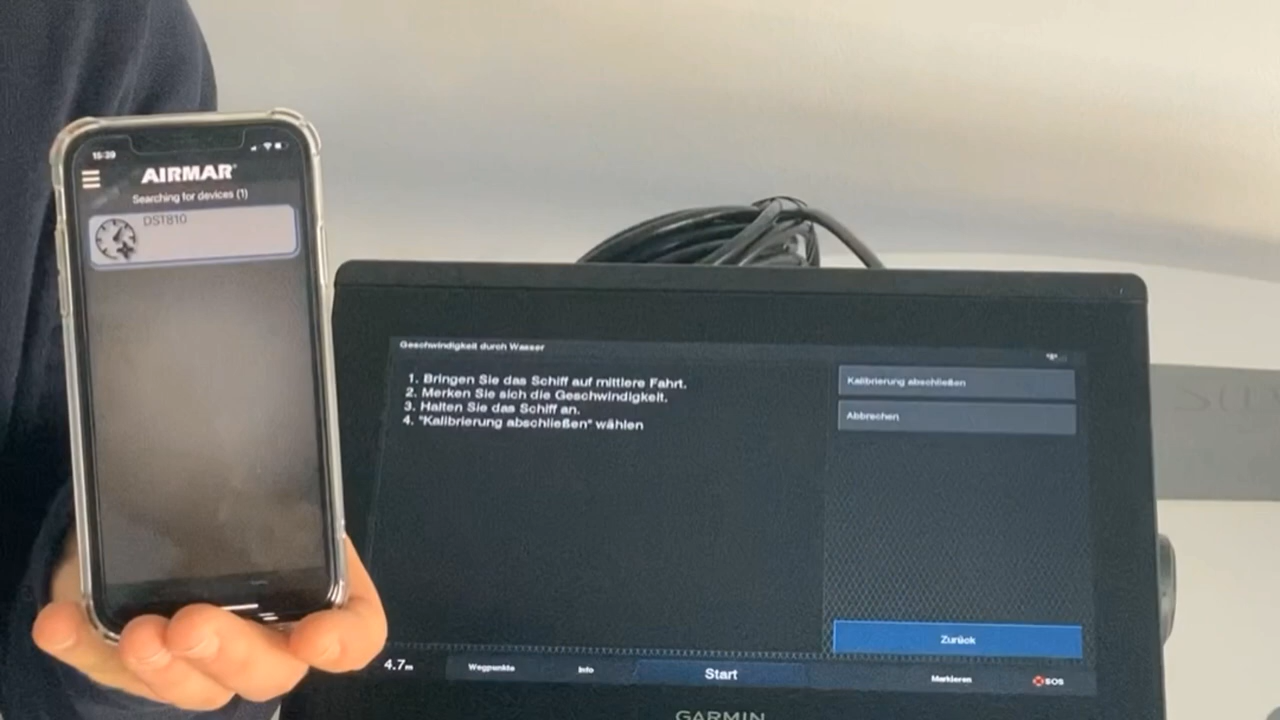 15:39
AIRMAR®
Searching for devices (1)
DST810
Geschwindigkeit durch Wasser
1. Bringen Sie das Schiff auf mittlere Fahrt.
2. Merken Sie sich die Geschwindigkeit.
3. Halten Sie das Schiff an.
4. "Kalibrierung abschließen" wählen
Kalibrierung abschließen
Abbrechen
Zurück
4.7m
Wegpunkte
Info
Start
Markieren
SOS
GARMIN